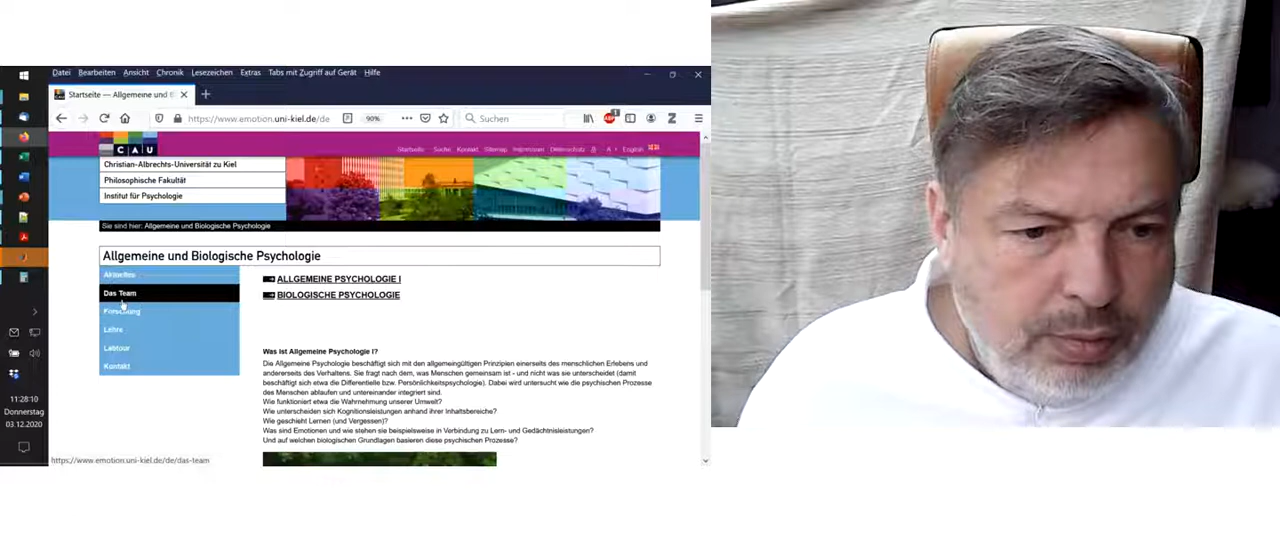 Datei Bearbeiten Ansicht Chronik Lesezeichen Extras Tabs mit Zugriff auf Gerät Hilfe
Startseite — Allgemeine und
https://www.emotion.uni-kiel.de/de
90%
Suchen
CAU
Startseite Suche Kontakt Sitemap Impressum Datenschutz A English
Christian-Albrechts-Universität zu Kiel
Philosophische Fakultät
Institut für Psychologie
Sie sind hier: Allgemeine und Biologische Psychologie
Allgemeine und Biologische Psychologie
Aktuelles
Das Team
Forschung
Lehre
Labtour
Kontakt
ALLGEMEINE PSYCHOLOGIE I
BIOLOGISCHE PSYCHOLOGIE
Was ist Allgemeine Psychologie I?
Die Allgemeine Psychologie beschäftigt sich mit den allgemeingültigen Prinzipien einerseits des menschlichen Erlebens und
andererseits des Verhaltens. Sie fragt nach dem, was Menschen gemeinsam ist - und nicht was sie unterscheidet (damit
beschäftigt sich etwa die Differentielle bzw. Persönlichkeitspsychologie). Dabei wird untersucht wie die psychischen Prozesse
des Menschen ablaufen und untereinander integriert sind.
Wie funktioniert etwa die Wahrnehmung unserer Umwelt?
Wie unterscheiden sich Kognitionsleistungen anhand ihrer Inhaltsbereiche?
Wie geschieht Lernen (und Vergessen)?
Was sind Emotionen und wie stehen sie beispielsweise in Verbindung zu Lern- und Gedächtnisleistungen?
Und auf welchen biologischen Grundlagen basieren diese psychischen Prozesse?
https://www.emotion.uni-kiel.de/de/das-team
11:28:10
Donnerstag
03.12.2020